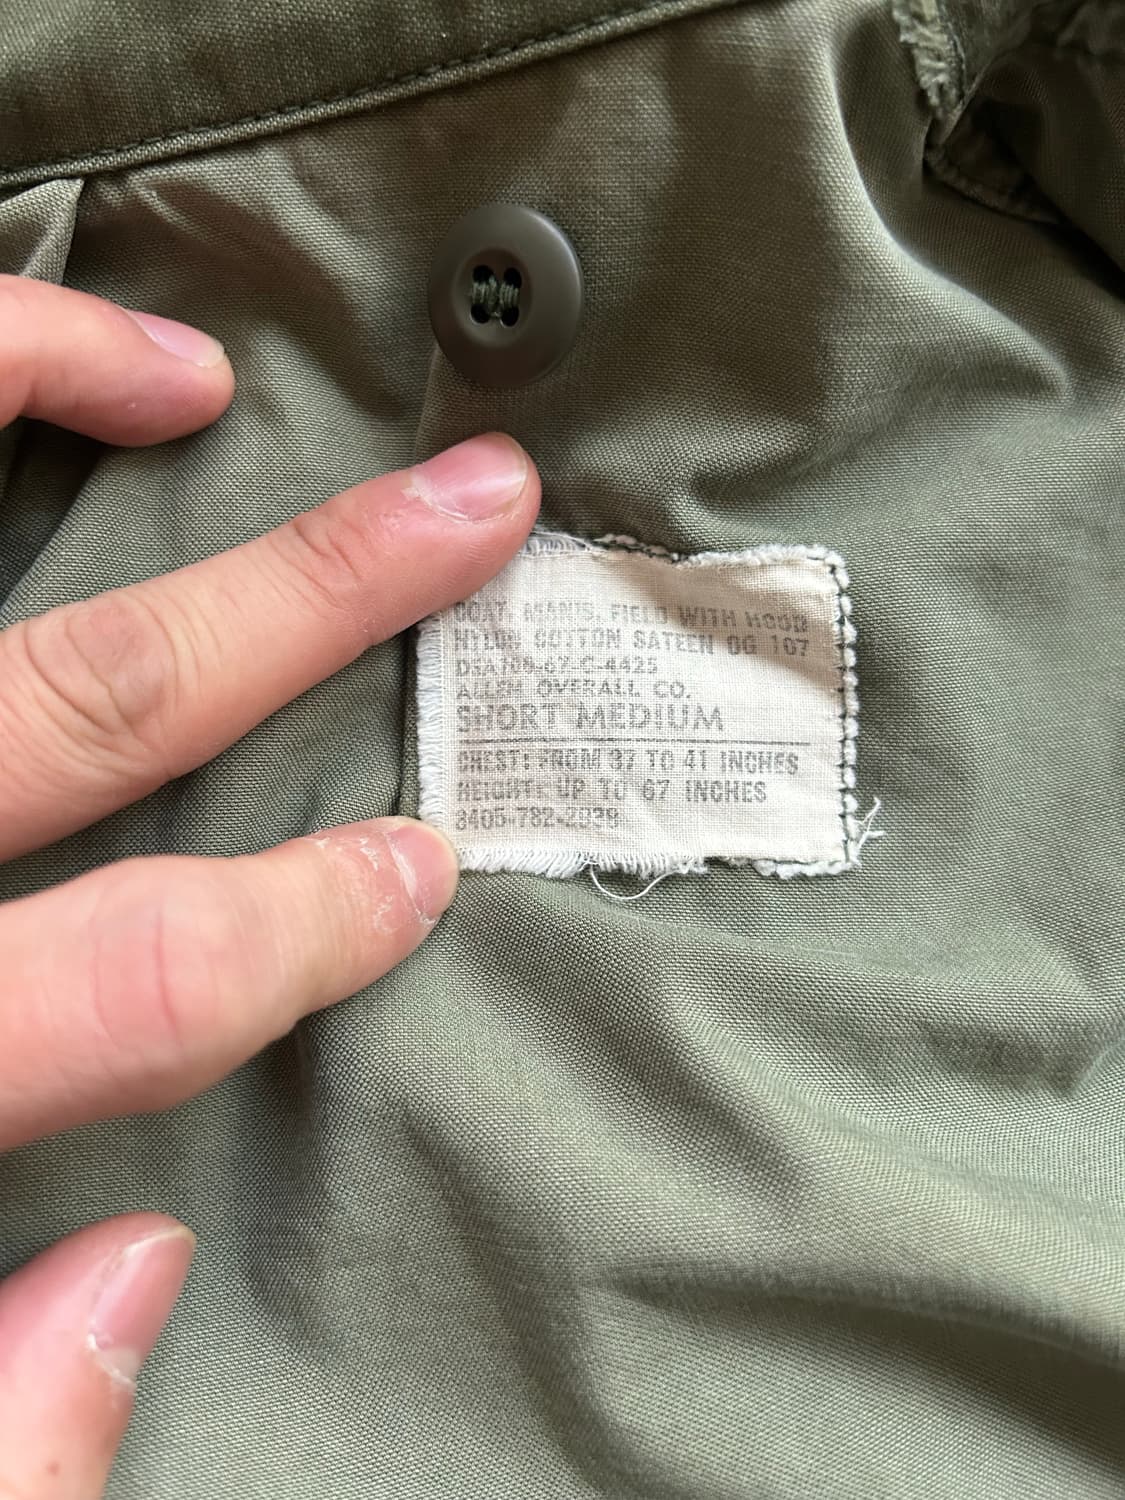 COAT, MAN'S, FIELD WITH HOOD
NYLON COTTON SATEEN OG 107
DSA100-67-C-4425
ALLEN OVERALL CO.
SHORT MEDIUM
CHEST: FROM 37 TO 41 INCHES
HEIGHT: UP TO 67 INCHES
8405-782-2939